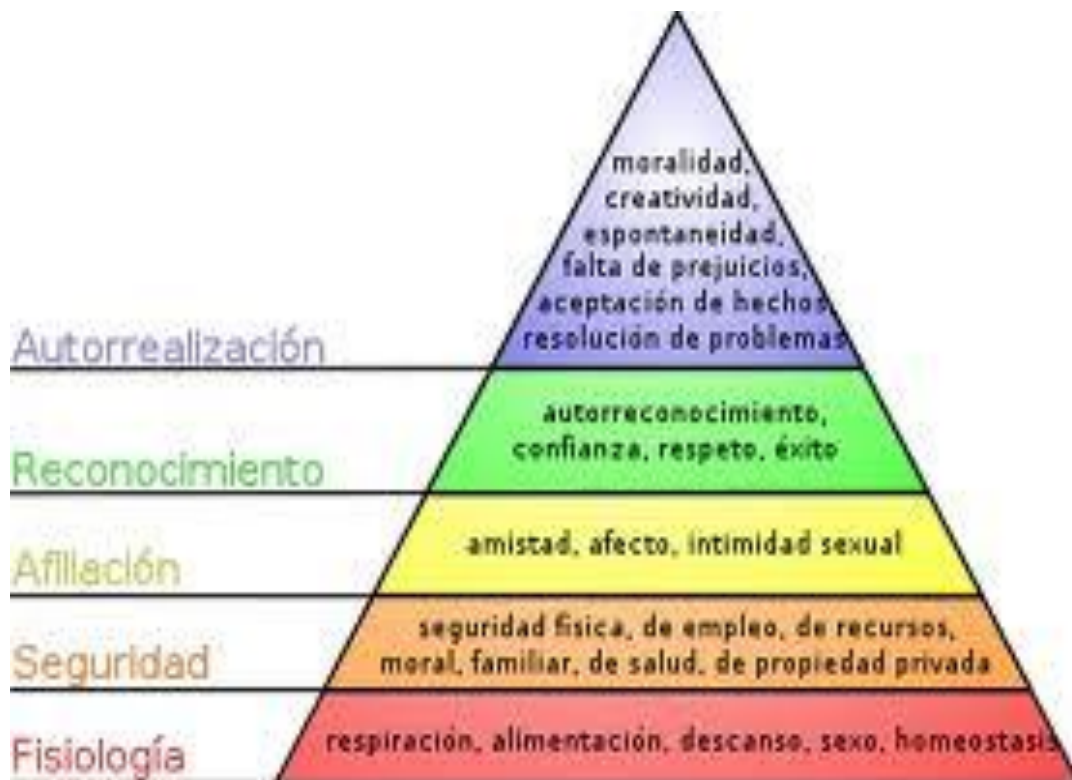 moralidad,
creatividad,
espontaneidad,
falta de prejuicios,
aceptación de hechos,
resolución de problemas
Autorrealización
autorreconocimiento,
confianza, respeto, éxito
Reconocimiento
amistad, afecto, intimidad sexual
Afiliación
seguridad física, de empleo, de recursos,
moral, familiar, de salud, de propiedad privada
Seguridad
respiración, alimentación, descanso, sexo, homeostasis
Fisiología